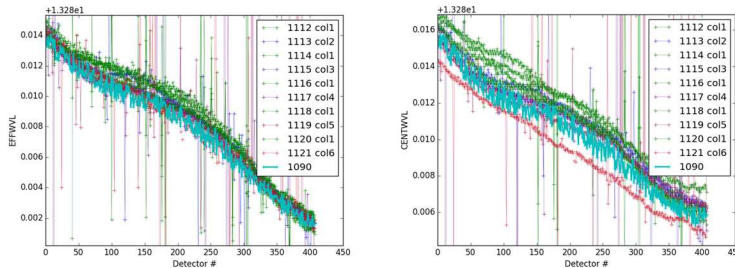 +1.328e1
0.014
0.012
0.010
0.008
0.006
0.004
0.002
EFFWVL
0 50 100 150 200 250 300 350 400 450
Detector #
1112 col1
1113 col2
1114 col1
1115 col3
1116 col1
1117 col4
1118 col1
1119 col5
1120 col1
1121 col6
1090
+1.328e1
0.016
0.014
0.012
0.010
0.008
0.006
CENTWVL
0 50 100 150 200 250 300 350 400 450
Detector #
1112 col1
1113 col2
1114 col1
1115 col3
1116 col1
1117 col4
1118 col1
1119 col5
1120 col1
1121 col6
1090